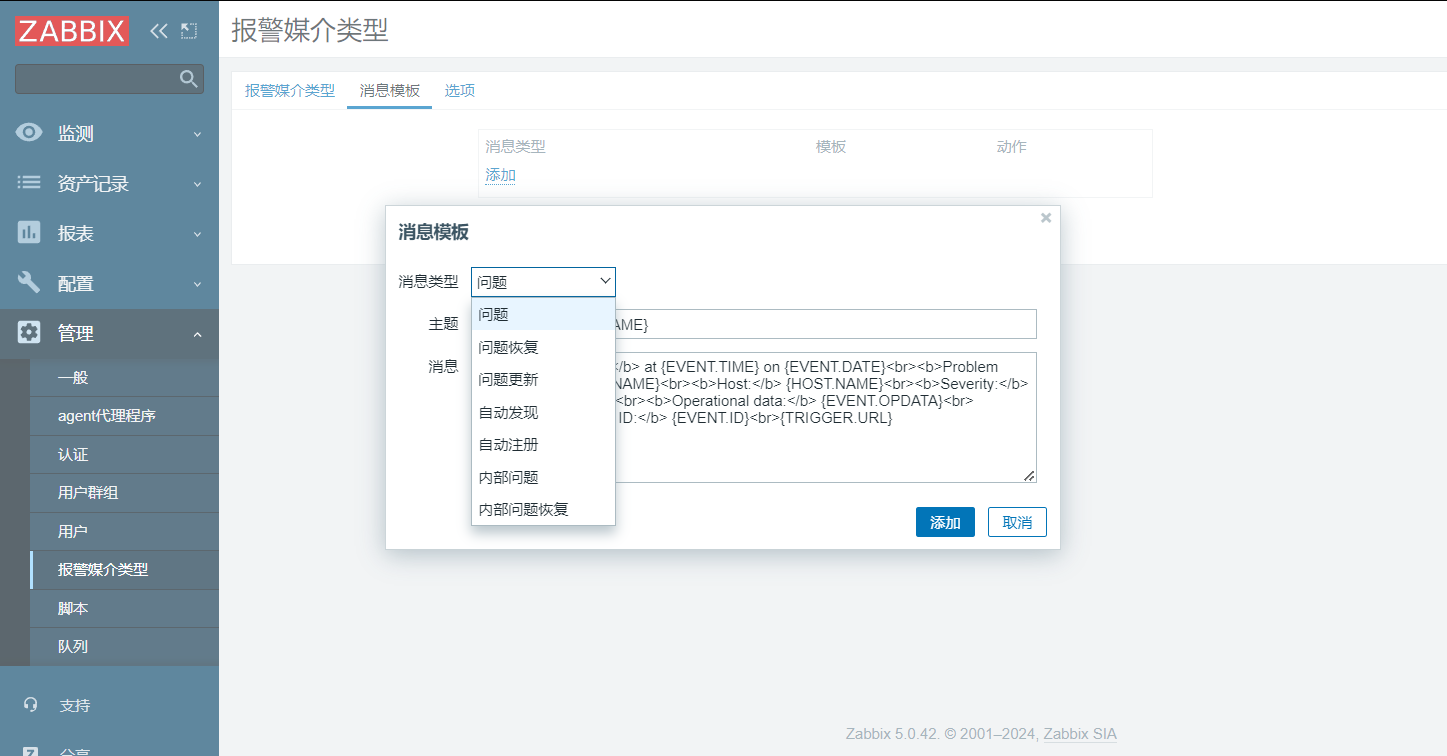 ZABBIX
报警媒介类型
报警媒介类型 消息模板 选项
监测
资产记录
报表
配置
管理
一般
agent代理程序
认证
用户群组
用户
报警媒介类型
脚本
队列
支持
分享
消息类型 模板 动作
添加
消息模板
消息类型 问题
问题
问题恢复
问题更新
自动发现
自动注册
内部问题
内部问题恢复
主题 AME}
消息 </b> at {EVENT.TIME} on {EVENT.DATE}<br><b>Problem
NAME}<br><b>Host:</b> {HOST.NAME}<br><b>Severity:</b>
<br><b>Operational data:</b> {EVENT.OPDATA}<br>
ID:</b> {EVENT.ID}<br>{TRIGGER.URL}
添加 取消
Zabbix 5.0.42. © 2001–2024, Zabbix SIA